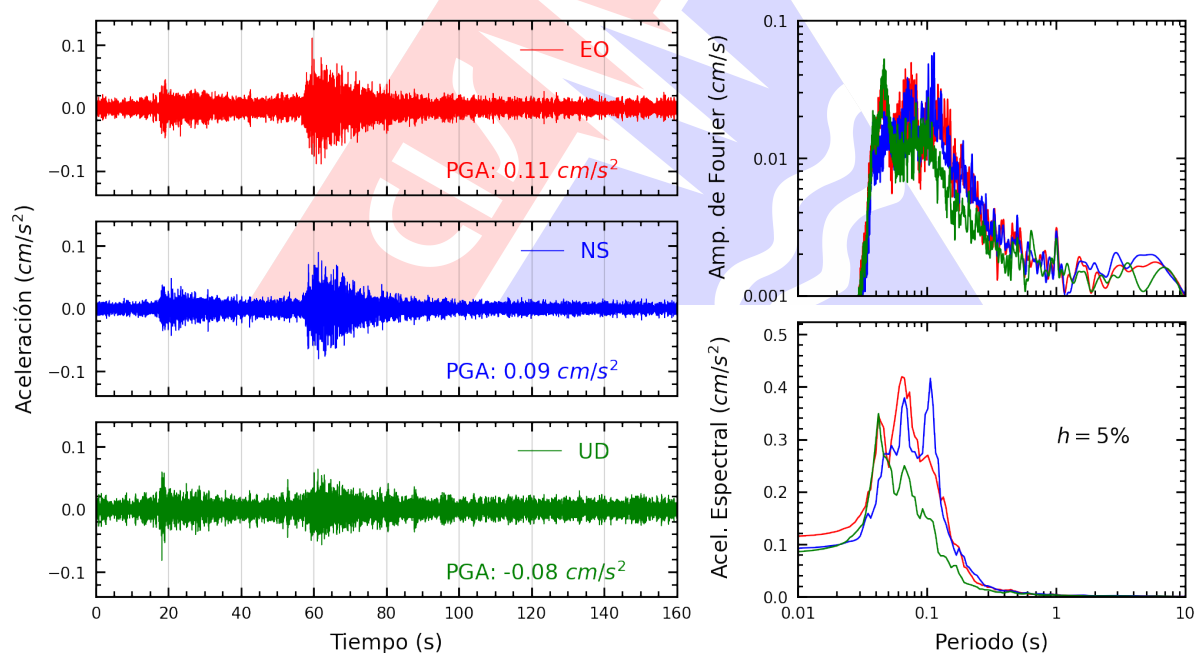 Aceleración (cm/s²)
0.1
0.0
−0.1
EO
PGA: 0.11 cm/s²
0.1
0.0
−0.1
NS
PGA: 0.09 cm/s²
0.1
0.0
−0.1
UD
PGA: -0.08 cm/s²
0 20 40 60 80 100 120 140 160
Tiempo (s)
Amp. de Fourier (cm/s)
0.1
0.01
0.001
Acel. Espectral (cm/s²)
0.5
0.4
0.3
0.2
0.1
0.0
h = 5%
0.01 0.1 1 10
Periodo (s)